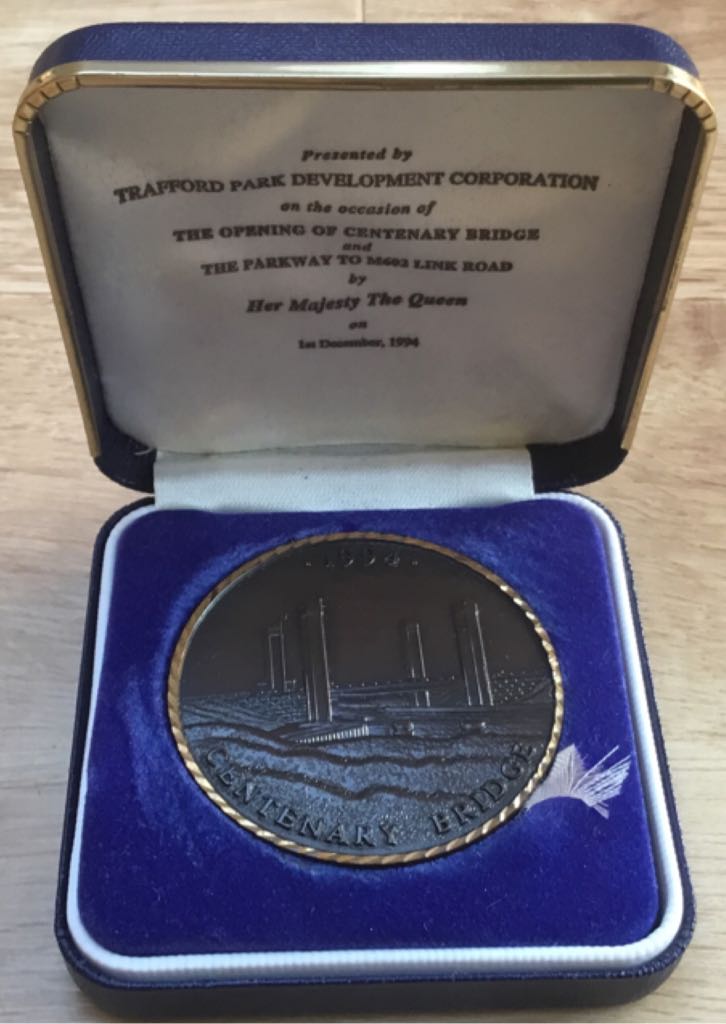 Presented by
TRAFFORD PARK DEVELOPMENT CORPORATION
on the occasion of
THE OPENING OF CENTENARY BRIDGE
and
THE PARKWAY TO M602 LINK ROAD
by
Her Majesty The Queen
on
1st December, 1994
· 1994 ·
CENTENARY BRIDGE